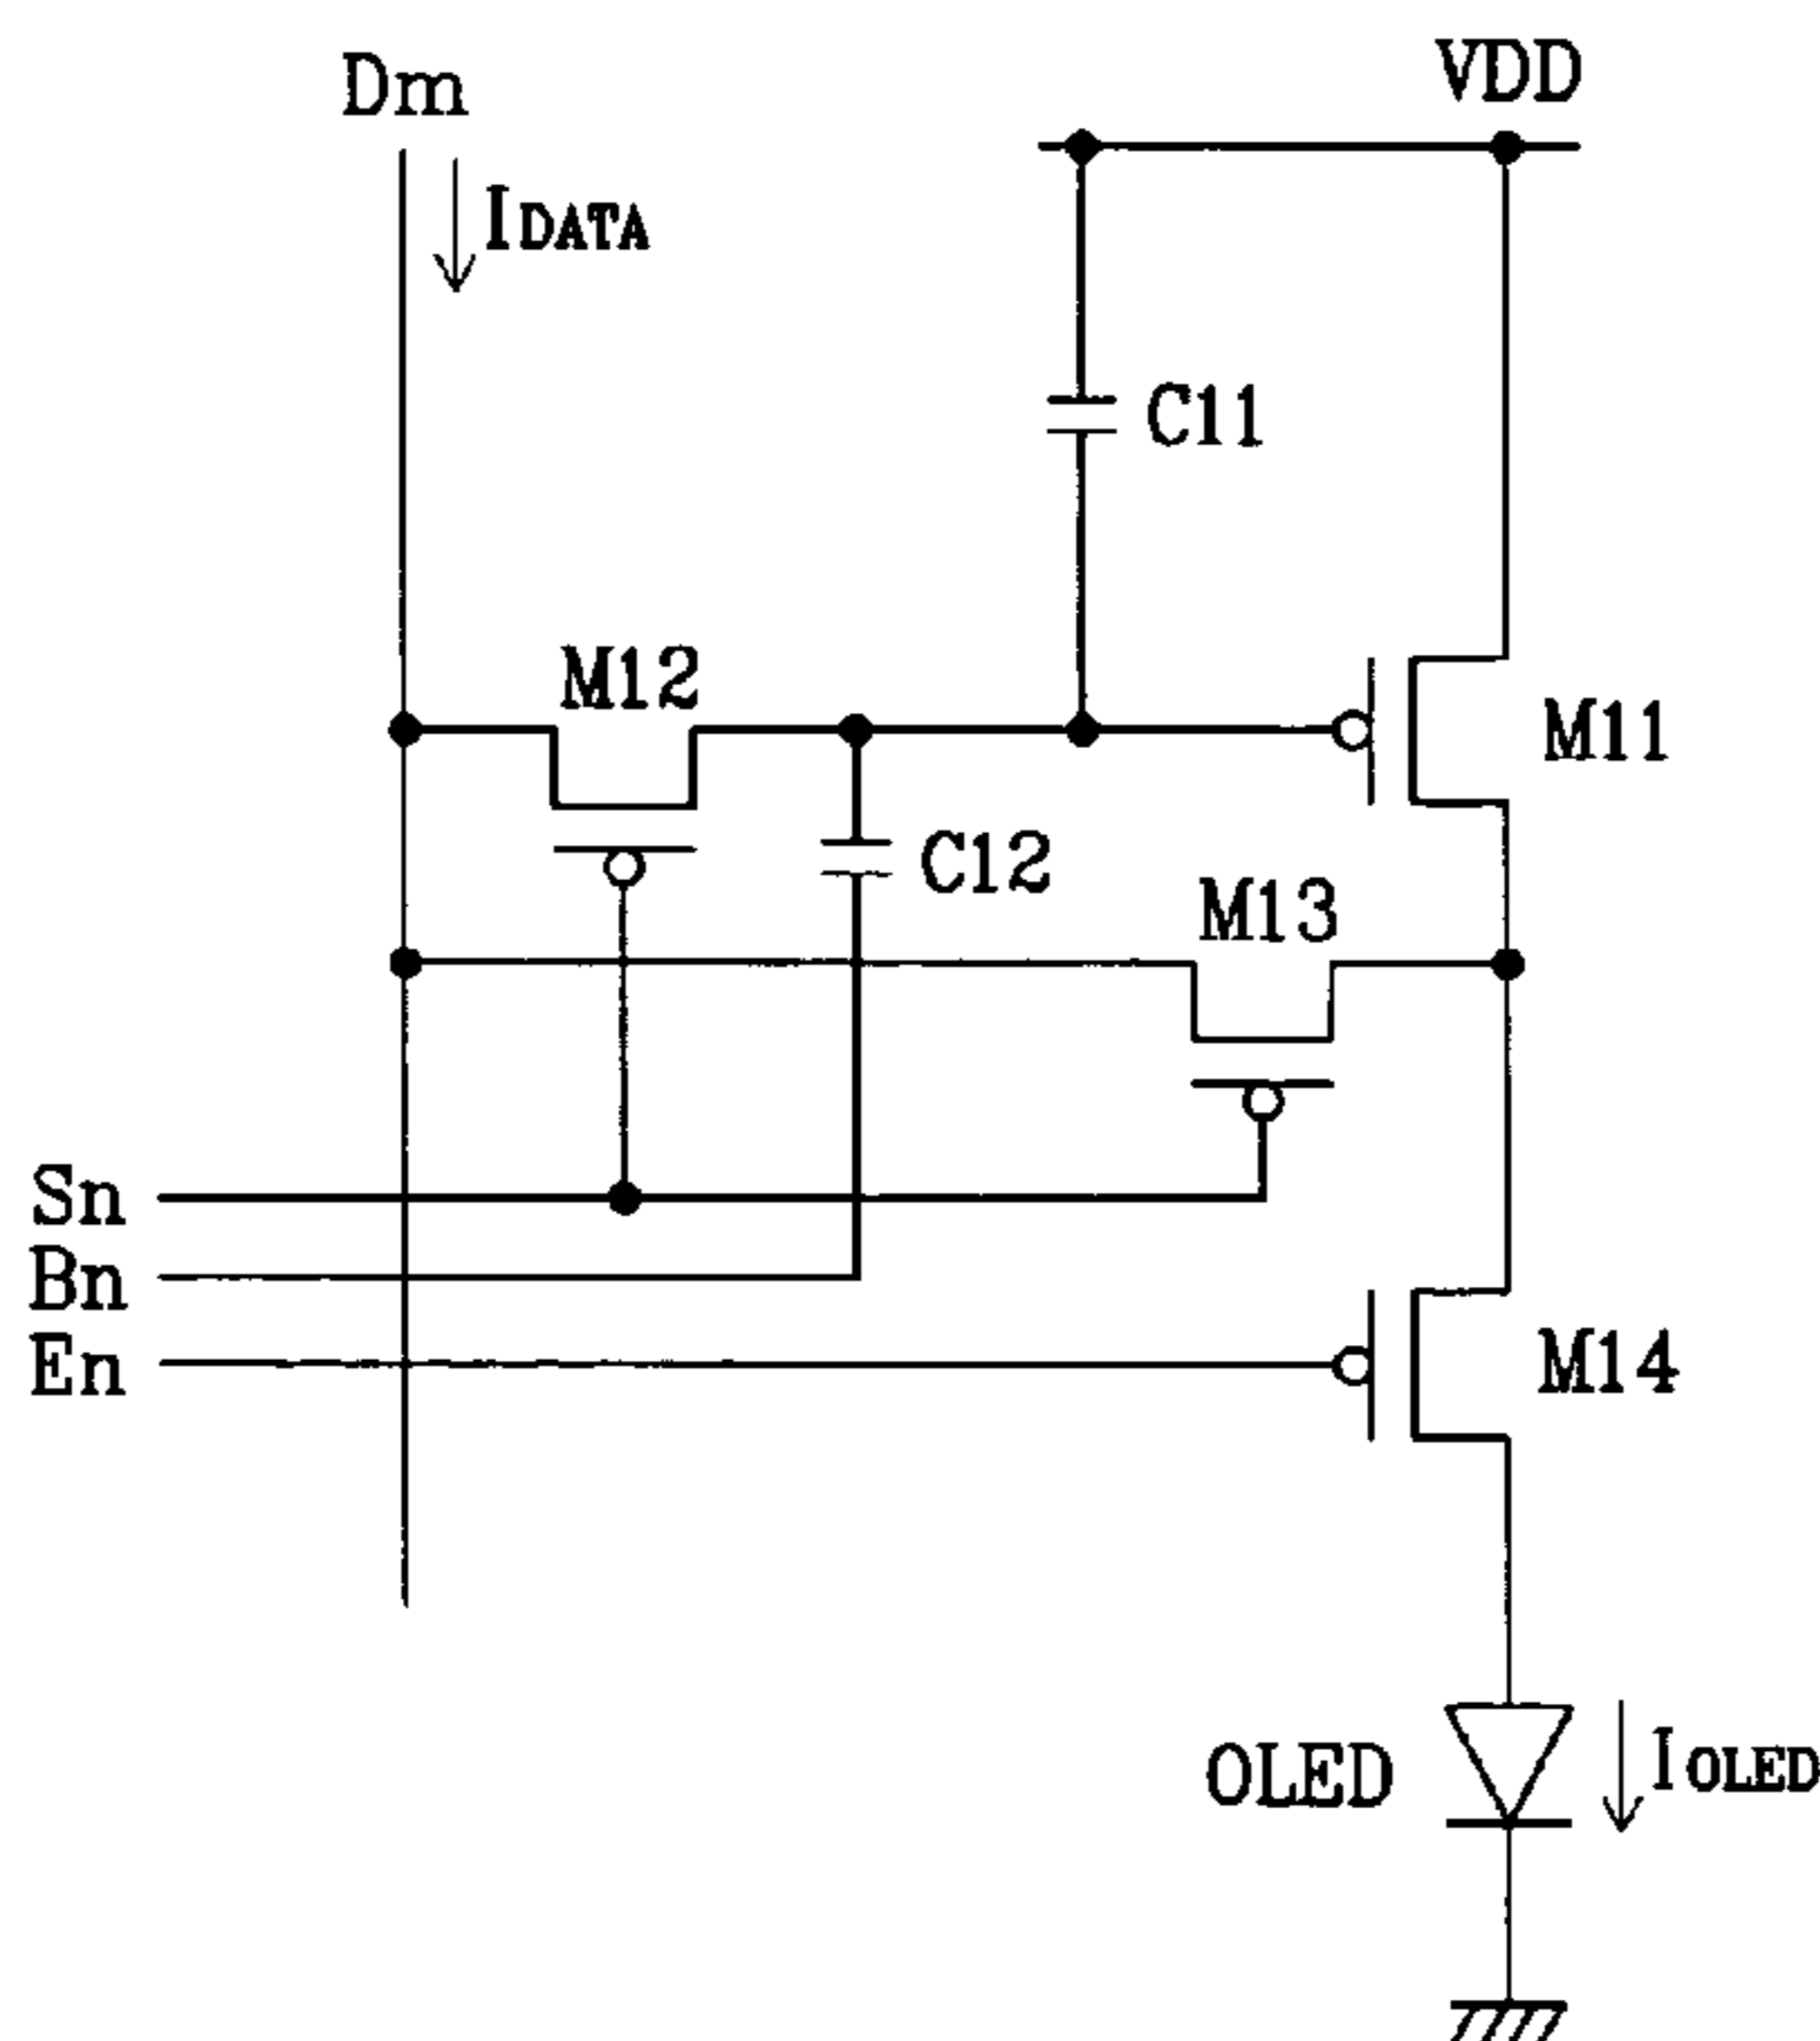 Dm
VDD
IDATA
C11
M12
M11
C12
M13
Sn
Bn
En
M14
OLED
IOLED